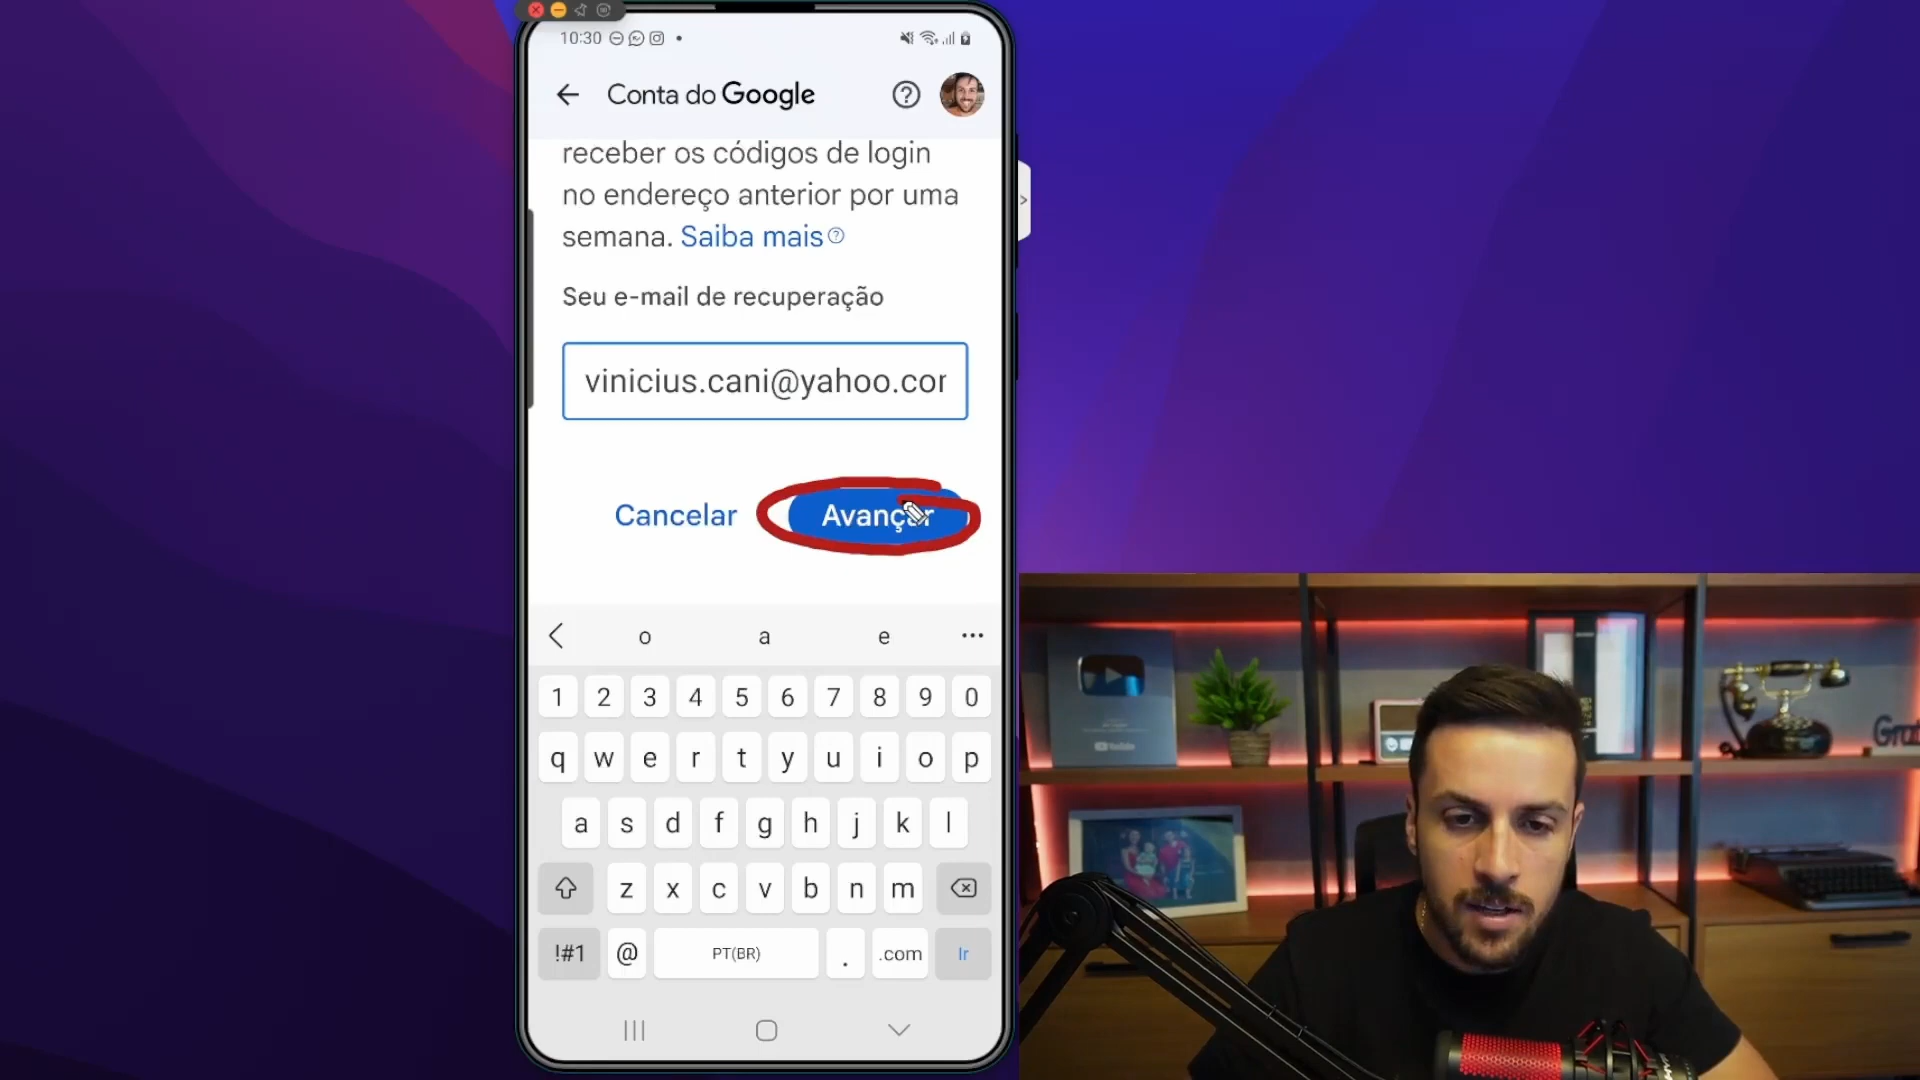 10:30
Conta do Google
receber os códigos de login
no endereço anterior por uma
semana. Saiba mais
Seu e-mail de recuperação
vinicius.cani@yahoo.cor
Cancelar
Avançar
o a e
1 2 3 4 5 6 7 8 9 0
q w e r t y u i o p
a s d f g h j k l
z x c v b n m
!#1 @ PT(BR) . .com Ir
YouTube